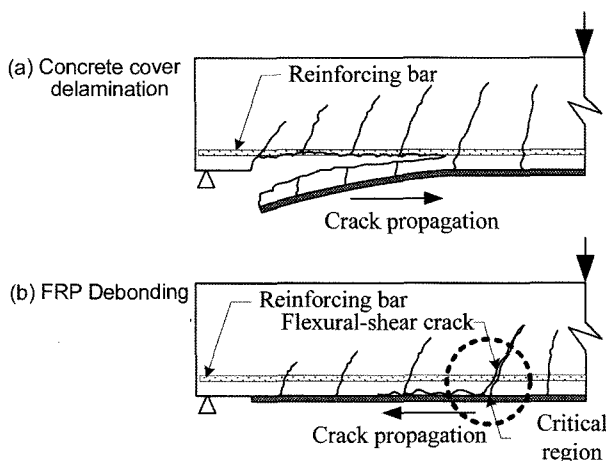 (a) Concrete cover
delamination
Reinforcing bar
Crack propagation
(b) FRP Debonding
Reinforcing bar
Flexural-shear crack
Crack propagation
Critical
region